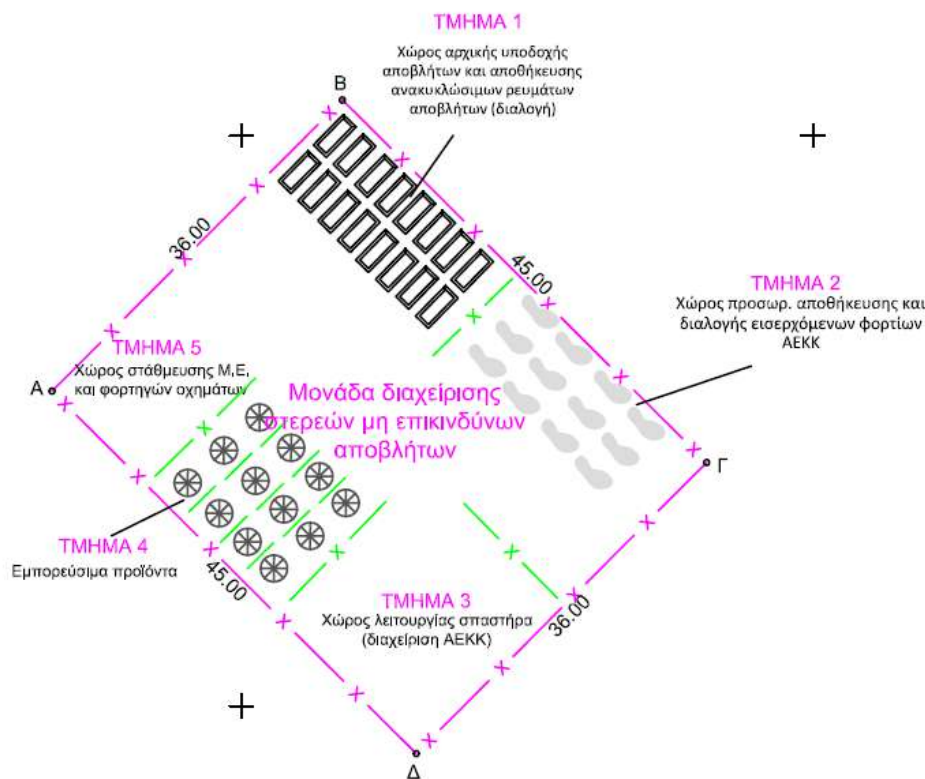 ΤΜΗΜΑ 1
Χώρος αρχικής υποδοχής
αποβλήτων και αποθήκευσης
ανακυκλώσιμων ρευμάτων
αποβλήτων (διαλογή)
Β
36.00
45.00
ΤΜΗΜΑ 2
Χώρος προσωρ. αποθήκευσης και
διαλογής εισερχόμενων φορτίων
ΑΕΚΚ
ΤΜΗΜΑ 5
Χώρος στάθμευσης Μ.Ε.
και φορτηγών οχημάτων
Α
Μονάδα διαχείρισης
στερεών μη επικινδύνων
αποβλήτων
Γ
ΤΜΗΜΑ 4
Εμπορεύσιμα προϊόντα
45.00
ΤΜΗΜΑ 3
Χώρος λειτουργίας σπαστήρα
(διαχείριση ΑΕΚΚ)
36.00
Δ